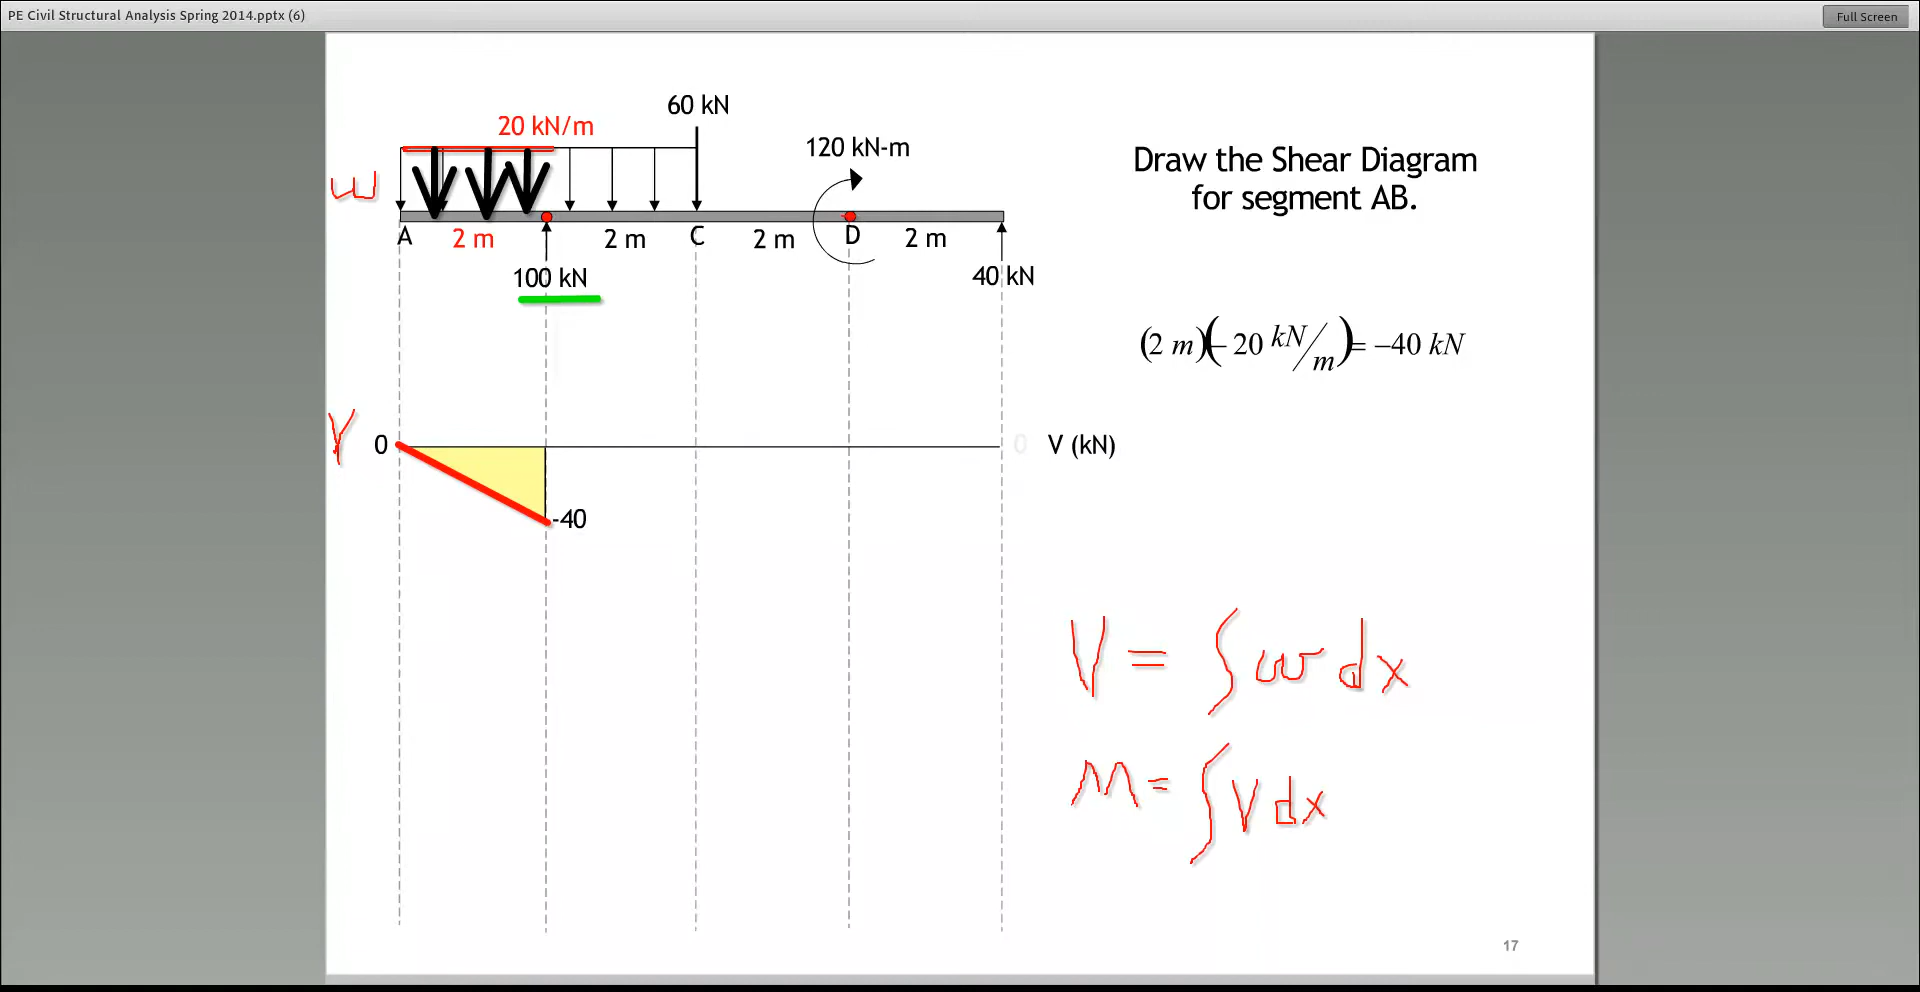 PE Civil Structural Analysis Spring 2014.pptx (6)
Full Screen
60 kN
20 kN/m
120 kN-m
Draw the Shear Diagram
for segment AB.
w
A 2 m 2 m C 2 m D 2 m
100 kN
40 kN
(2 m)(−20 kN/m)=−40 kN
V
0
0 V (kN)
-40
V = ∫ w dx
M = ∫ V dx
17